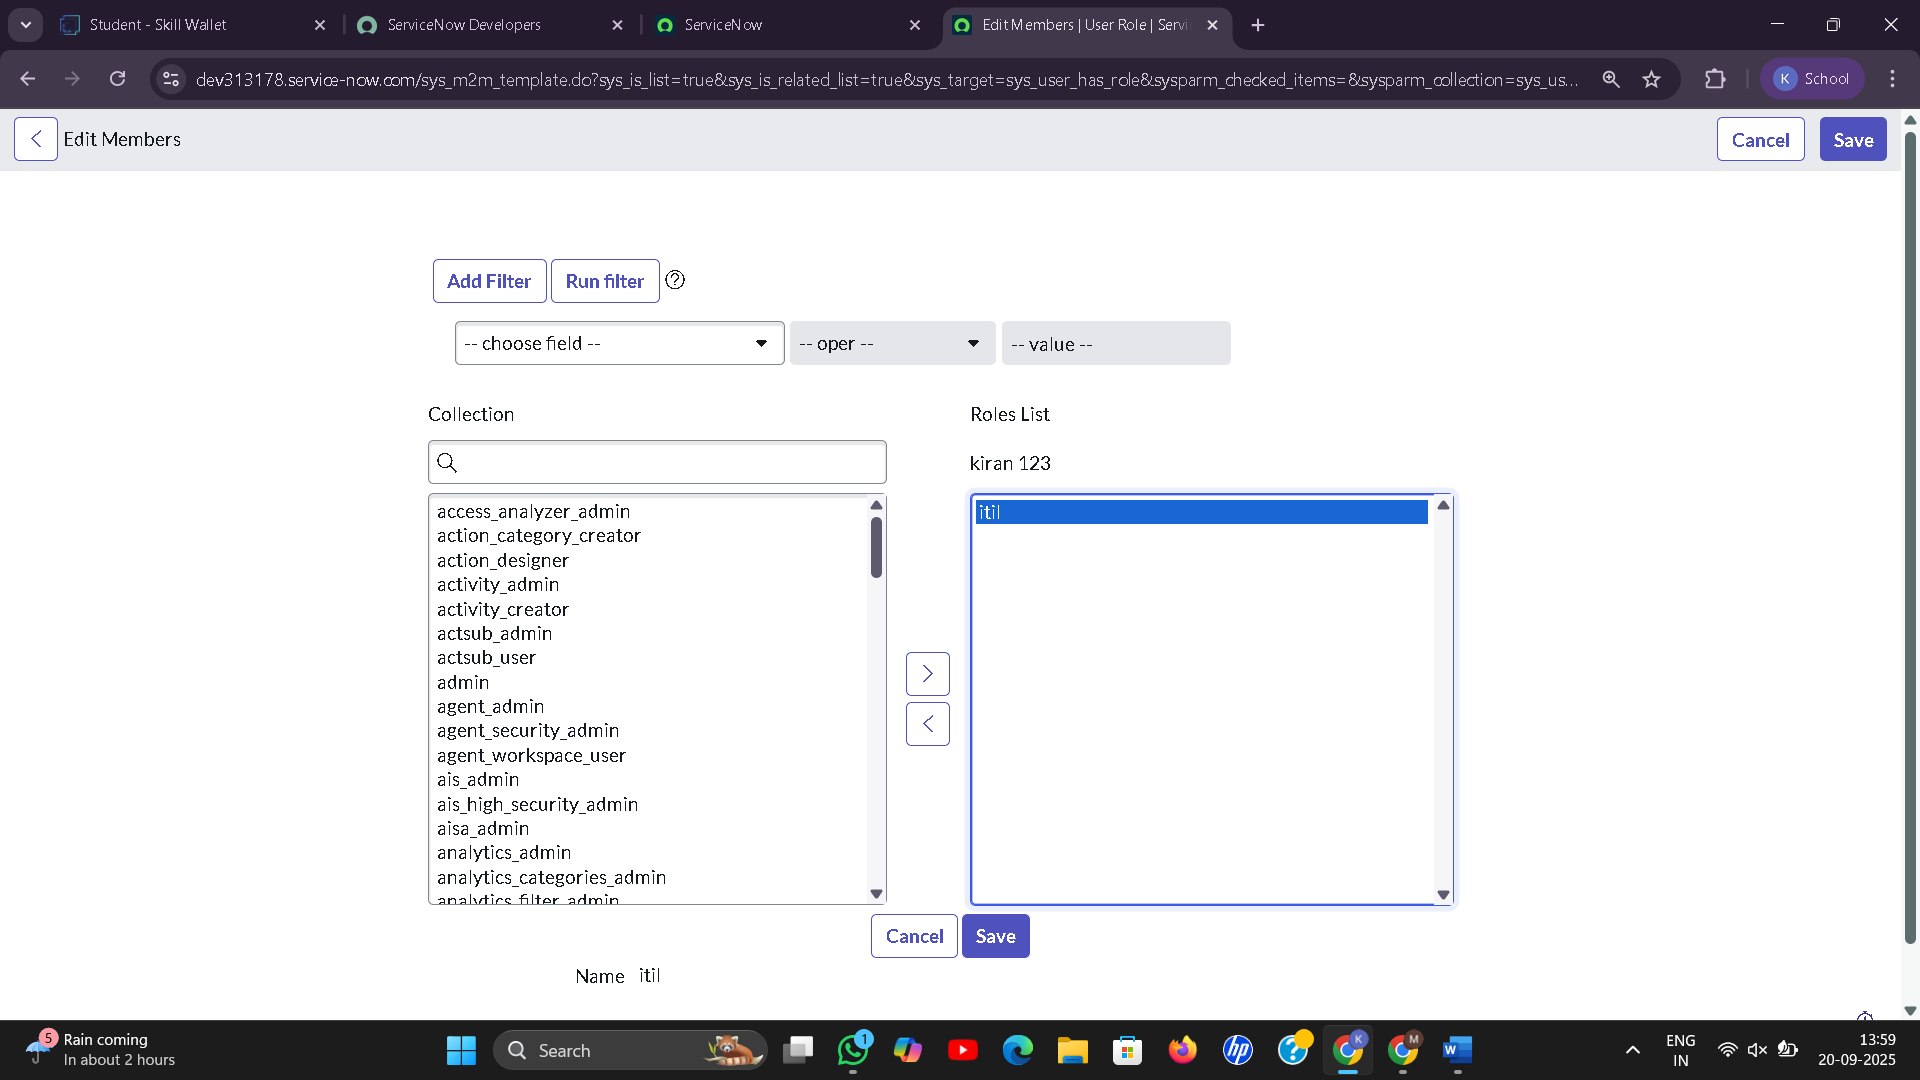 Student - Skill Wallet
ServiceNow Developers
ServiceNow
Edit Members | User Role | Servi
dev313178.service-now.com/sys_m2m_template.do?sys_is_list=true&sys_is_related_list=true&sys_target=sys_user_has_role&sysparm_checked_items=&sysparm_collection=sys_us...
K School
Edit Members
Cancel
Save
Add Filter
Run filter
-- choose field --
-- oper --
-- value --
Collection
Roles List
kiran 123
access_analyzer_admin
action_category_creator
action_designer
activity_admin
activity_creator
actsub_admin
actsub_user
admin
agent_admin
agent_security_admin
agent_workspace_user
ais_admin
ais_high_security_admin
aisa_admin
analytics_admin
analytics_categories_admin
analytics_filter_admin
itil
Cancel
Save
Name itil
5
Rain coming
In about 2 hours
Search
1
hp
?
K
M
W
ENG
IN
13:59
20-09-2025